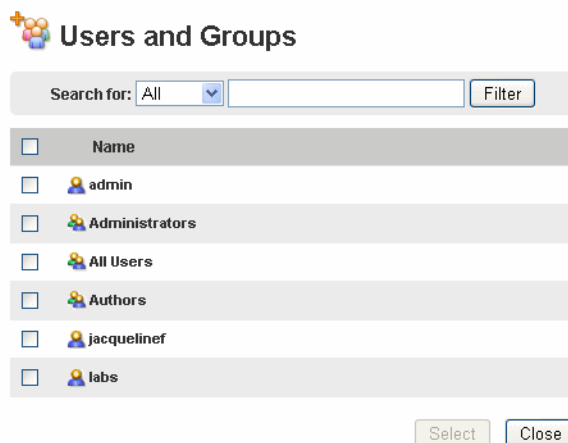 Users and Groups
Search for: All Filter
Name
admin
Administrators
All Users
Authors
jacquelinef
labs
Select Close